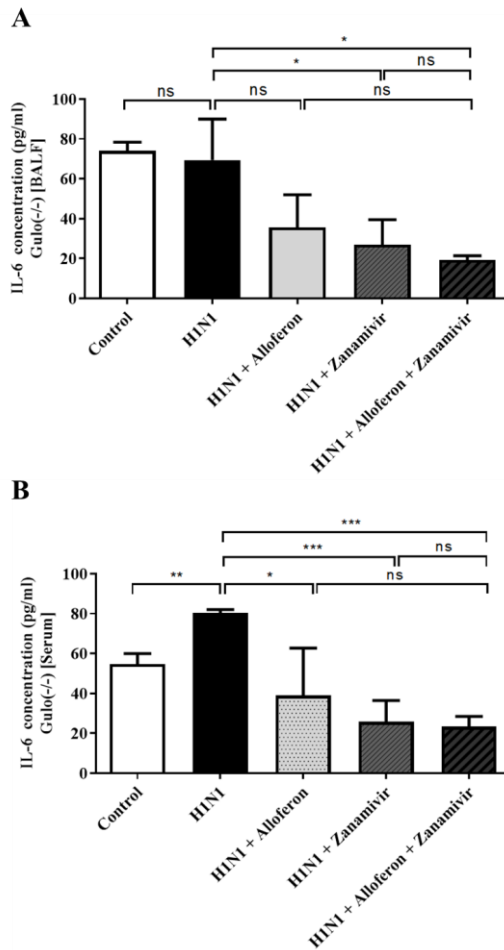 A
*
* ns
ns ns ns
100
80
60
40
20
0
IL-6 concentration (pg/ml)
Gulo(-/-) [BALF]
Control
H1N1
H1N1 + Alloferon
H1N1 + Zanamivir
H1N1 + Alloferon + Zanamivir
B
***
*** ns
** * ns
100
80
60
40
20
0
IL-6 concentration (pg/ml)
Gulo(-/-) [Serum]
Control
H1N1
H1N1 + Alloferon
H1N1 + Zanamivir
H1N1 + Alloferon + Zanamivir